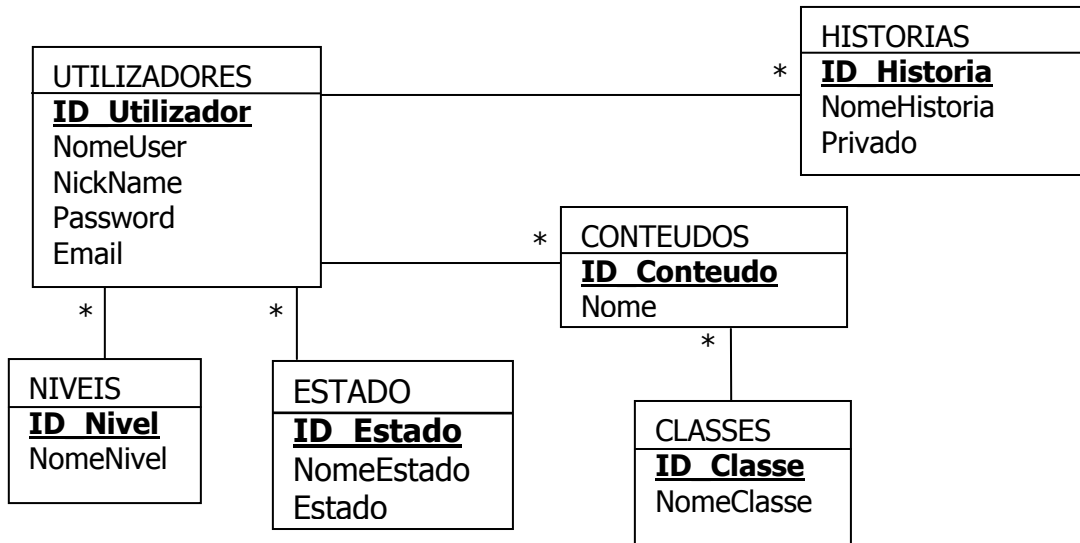 HISTORIAS
ID_Historia
NomeHistoria
Privado
*
UTILIZADORES
ID_Utilizador
NomeUser
NickName
Password
Email
*
CONTEUDOS
ID_Conteudo
Nome
*
*
*
NIVEIS
ID_Nivel
NomeNivel
ESTADO
ID_Estado
NomeEstado
Estado
CLASSES
ID_Classe
NomeClasse